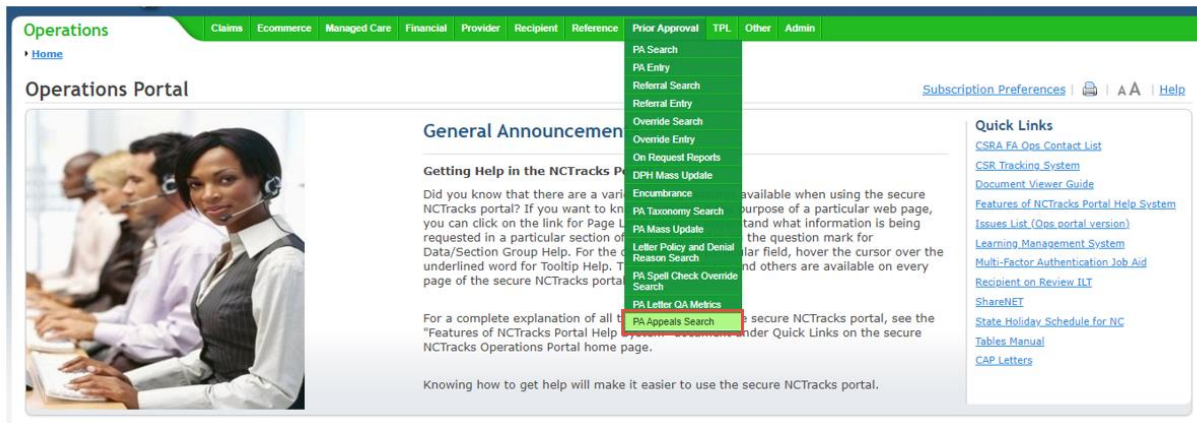 Operations
Claims Ecommerce Managed Care Financial Provider Recipient Reference Prior Approval TPL Other Admin
Home
Operations Portal
Subscription Preferences | | A A | Help
PA Search
PA Entry
Referral Search
Referral Entry
Override Search
Override Entry
On Request Reports
DPH Mass Update
Encumbrance
PA Taxonomy Search
PA Mass Update
Letter Policy and Denial
Reason Search
PA Spell Check Override
Search
PA Letter QA Metrics
PA Appeals Search
General Announcemen
Getting Help in the NCTracks P
Did you know that there are a vari available when using the secure
NCTracks portal? If you want to kn urpose of a particular web page,
you can click on the link for Page L tand what information is being
requested in a particular section of the question mark for
Data/Section Group Help. For the d lar field, hover the cursor over the
underlined word for Tooltip Help. T nd others are available on every
page of the secure NCTracks portal
For a complete explanation of all t secure NCTracks portal, see the
"Features of NCTracks Portal Help System" document under Quick Links on the secure
NCTracks Operations Portal home page.
Knowing how to get help will make it easier to use the secure NCTracks portal.
Quick Links
CSRA FA Ops Contact List
CSR Tracking System
Document Viewer Guide
Features of NCTracks Portal Help System
Issues List (Ops portal version)
Learning Management System
Multi-Factor Authentication Job Aid
Recipient on Review ILT
ShareNET
State Holiday Schedule for NC
Tables Manual
CAP Letters